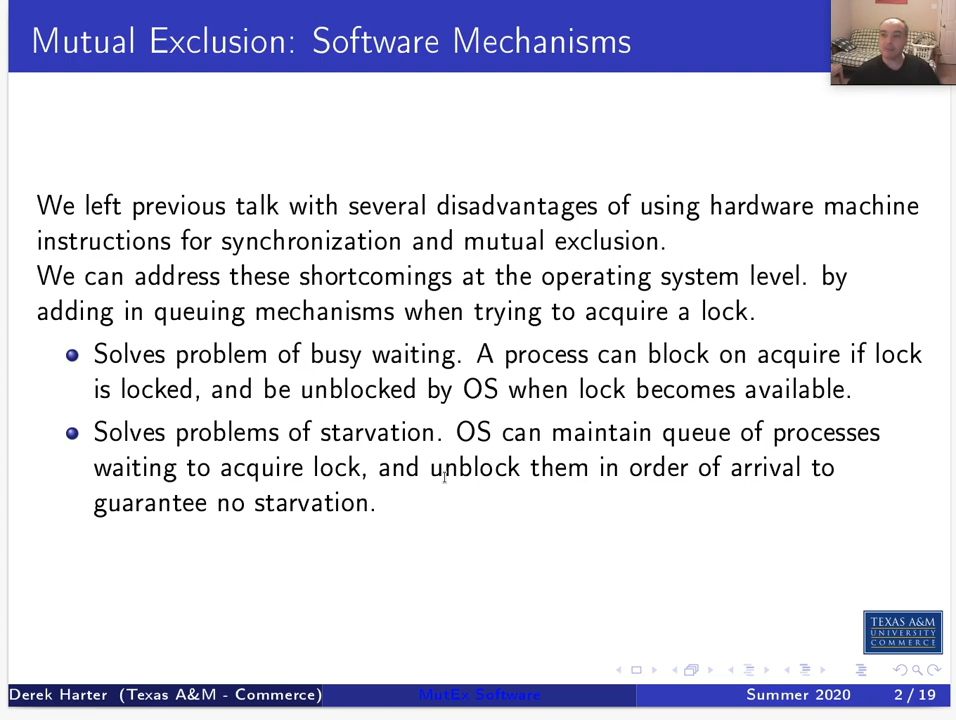 Mutual Exclusion: Software Mechanisms
We left previous talk with several disadvantages of using hardware machine
instructions for synchronization and mutual exclusion.
We can address these shortcomings at the operating system level. by
adding in queuing mechanisms when trying to acquire a lock.
Solves problem of busy waiting. A process can block on acquire if lock
is locked, and be unblocked by OS when lock becomes available.
Solves problems of starvation. OS can maintain queue of processes
waiting to acquire lock, and unblock them in order of arrival to
guarantee no starvation.
TEXAS A&M
UNIVERSITY
COMMERCE
Derek Harter (Texas A&M - Commerce) MutEx Software Summer 2020 2 / 19